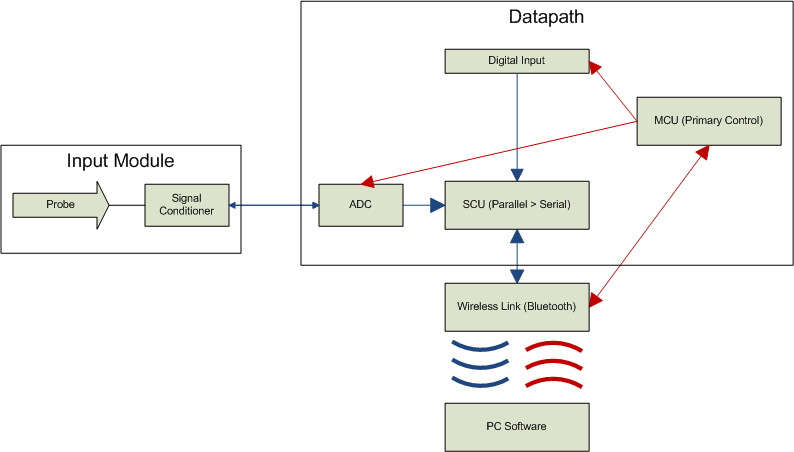 Datapath
Digital Input
MCU (Primary Control)
Input Module
Probe
Signal
Conditioner
ADC
SCU (Parallel > Serial)
Wireless Link (Bluetooth)
PC Software